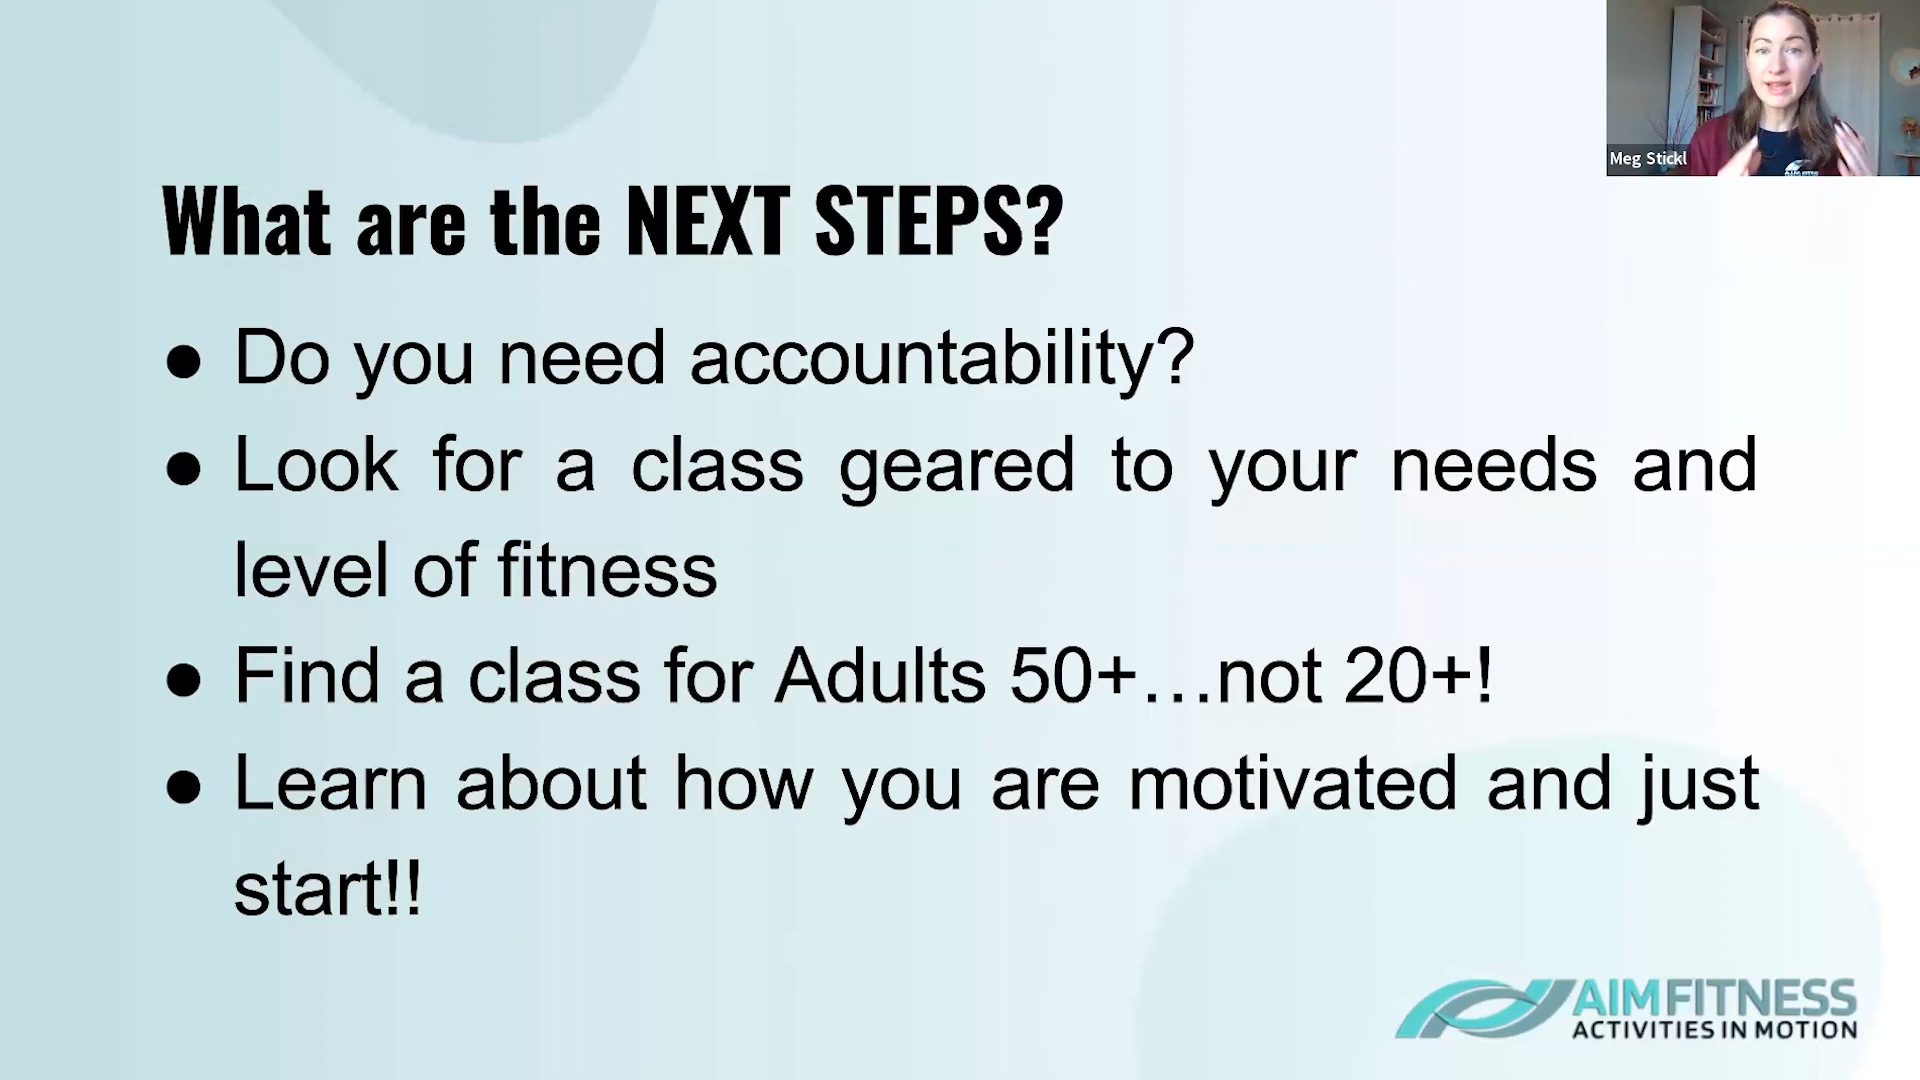 Meg Stickl
What are the NEXT STEPS?
● Do you need accountability?
● Look for a class geared to your needs and
level of fitness
● Find a class for Adults 50+…not 20+!
● Learn about how you are motivated and just
start!!
AIMFITNESS
ACTIVITIES IN MOTION